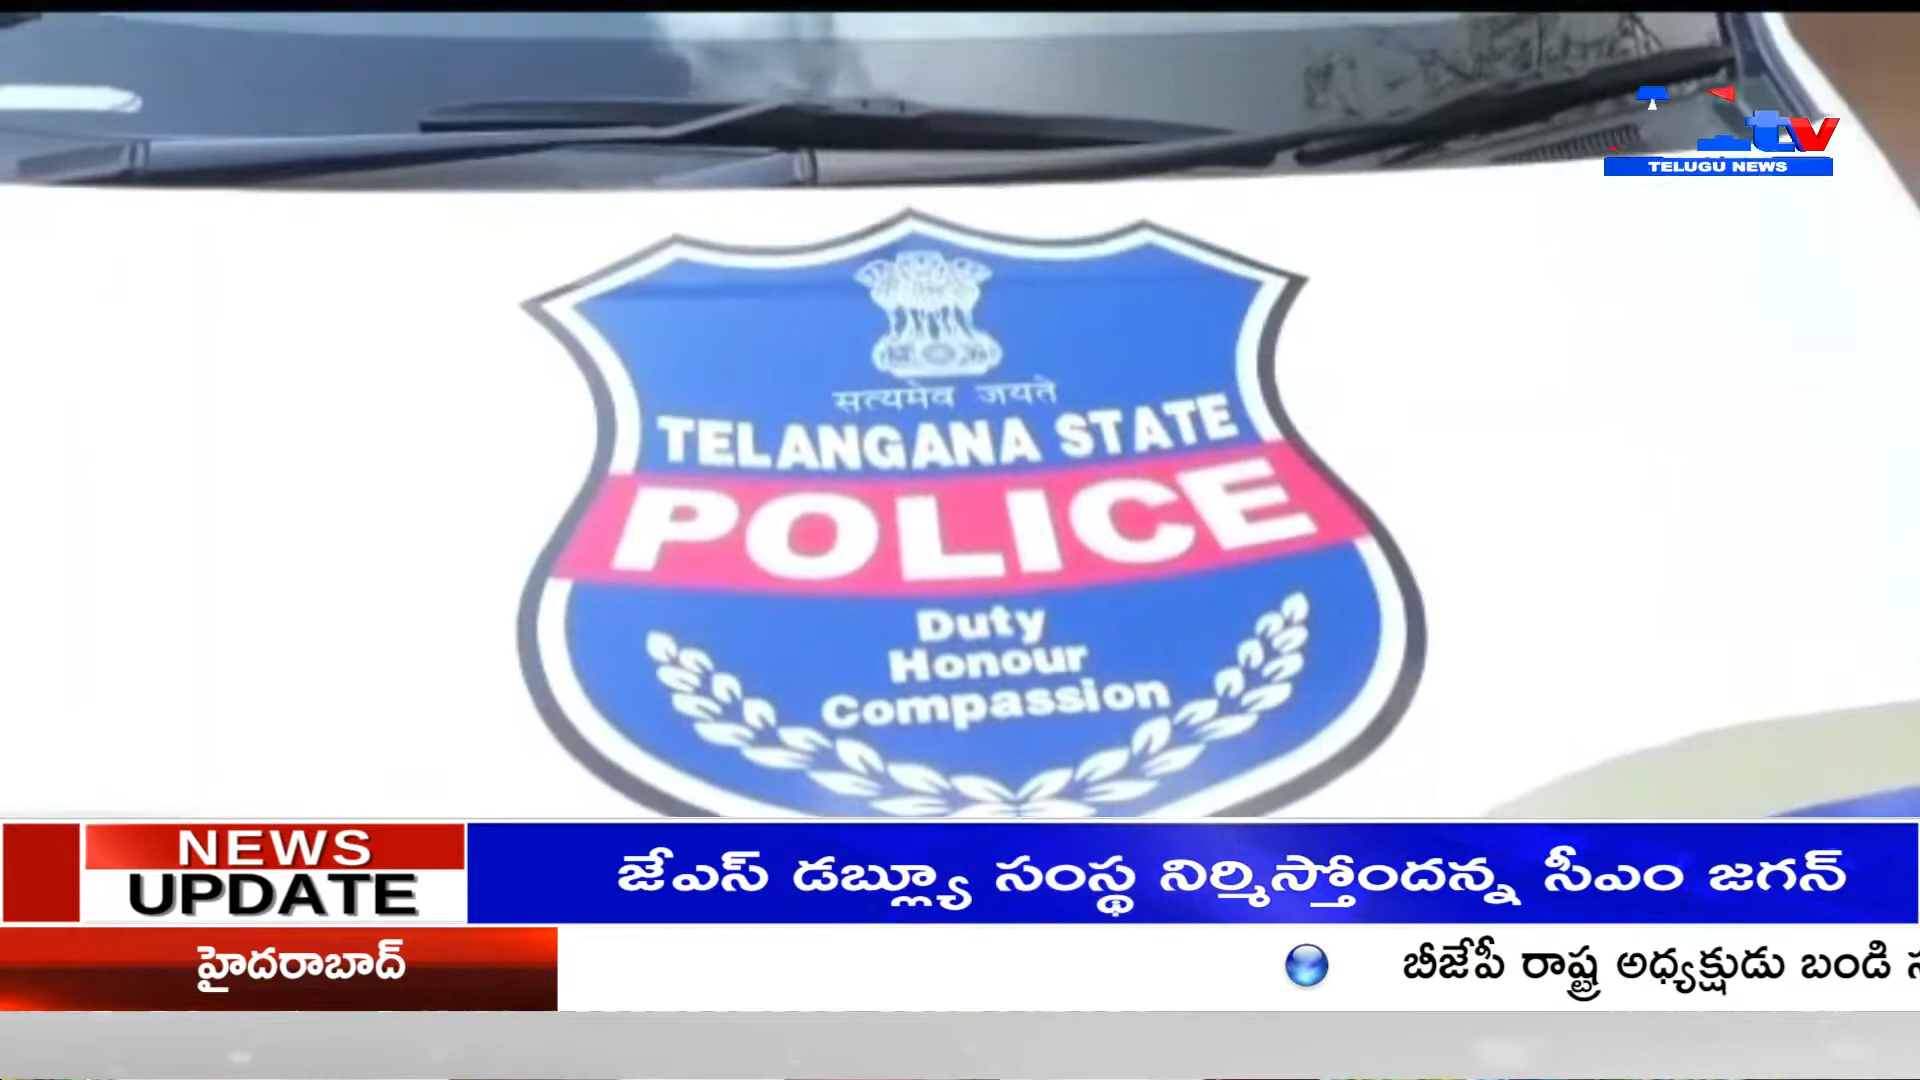 tv
TELUGU NEWS
सत्यमेव जयते
TELANGANA STATE
POLICE
Duty
Honour
Compassion
NEWS
UPDATE
జేఎస్ డబ్ల్యూ సంస్థ నిర్మిస్తోందన్న సీఎం జగన్
హైదరాబాద్
బీజేపీ రాష్ట్ర అధ్యక్షుడు బండి